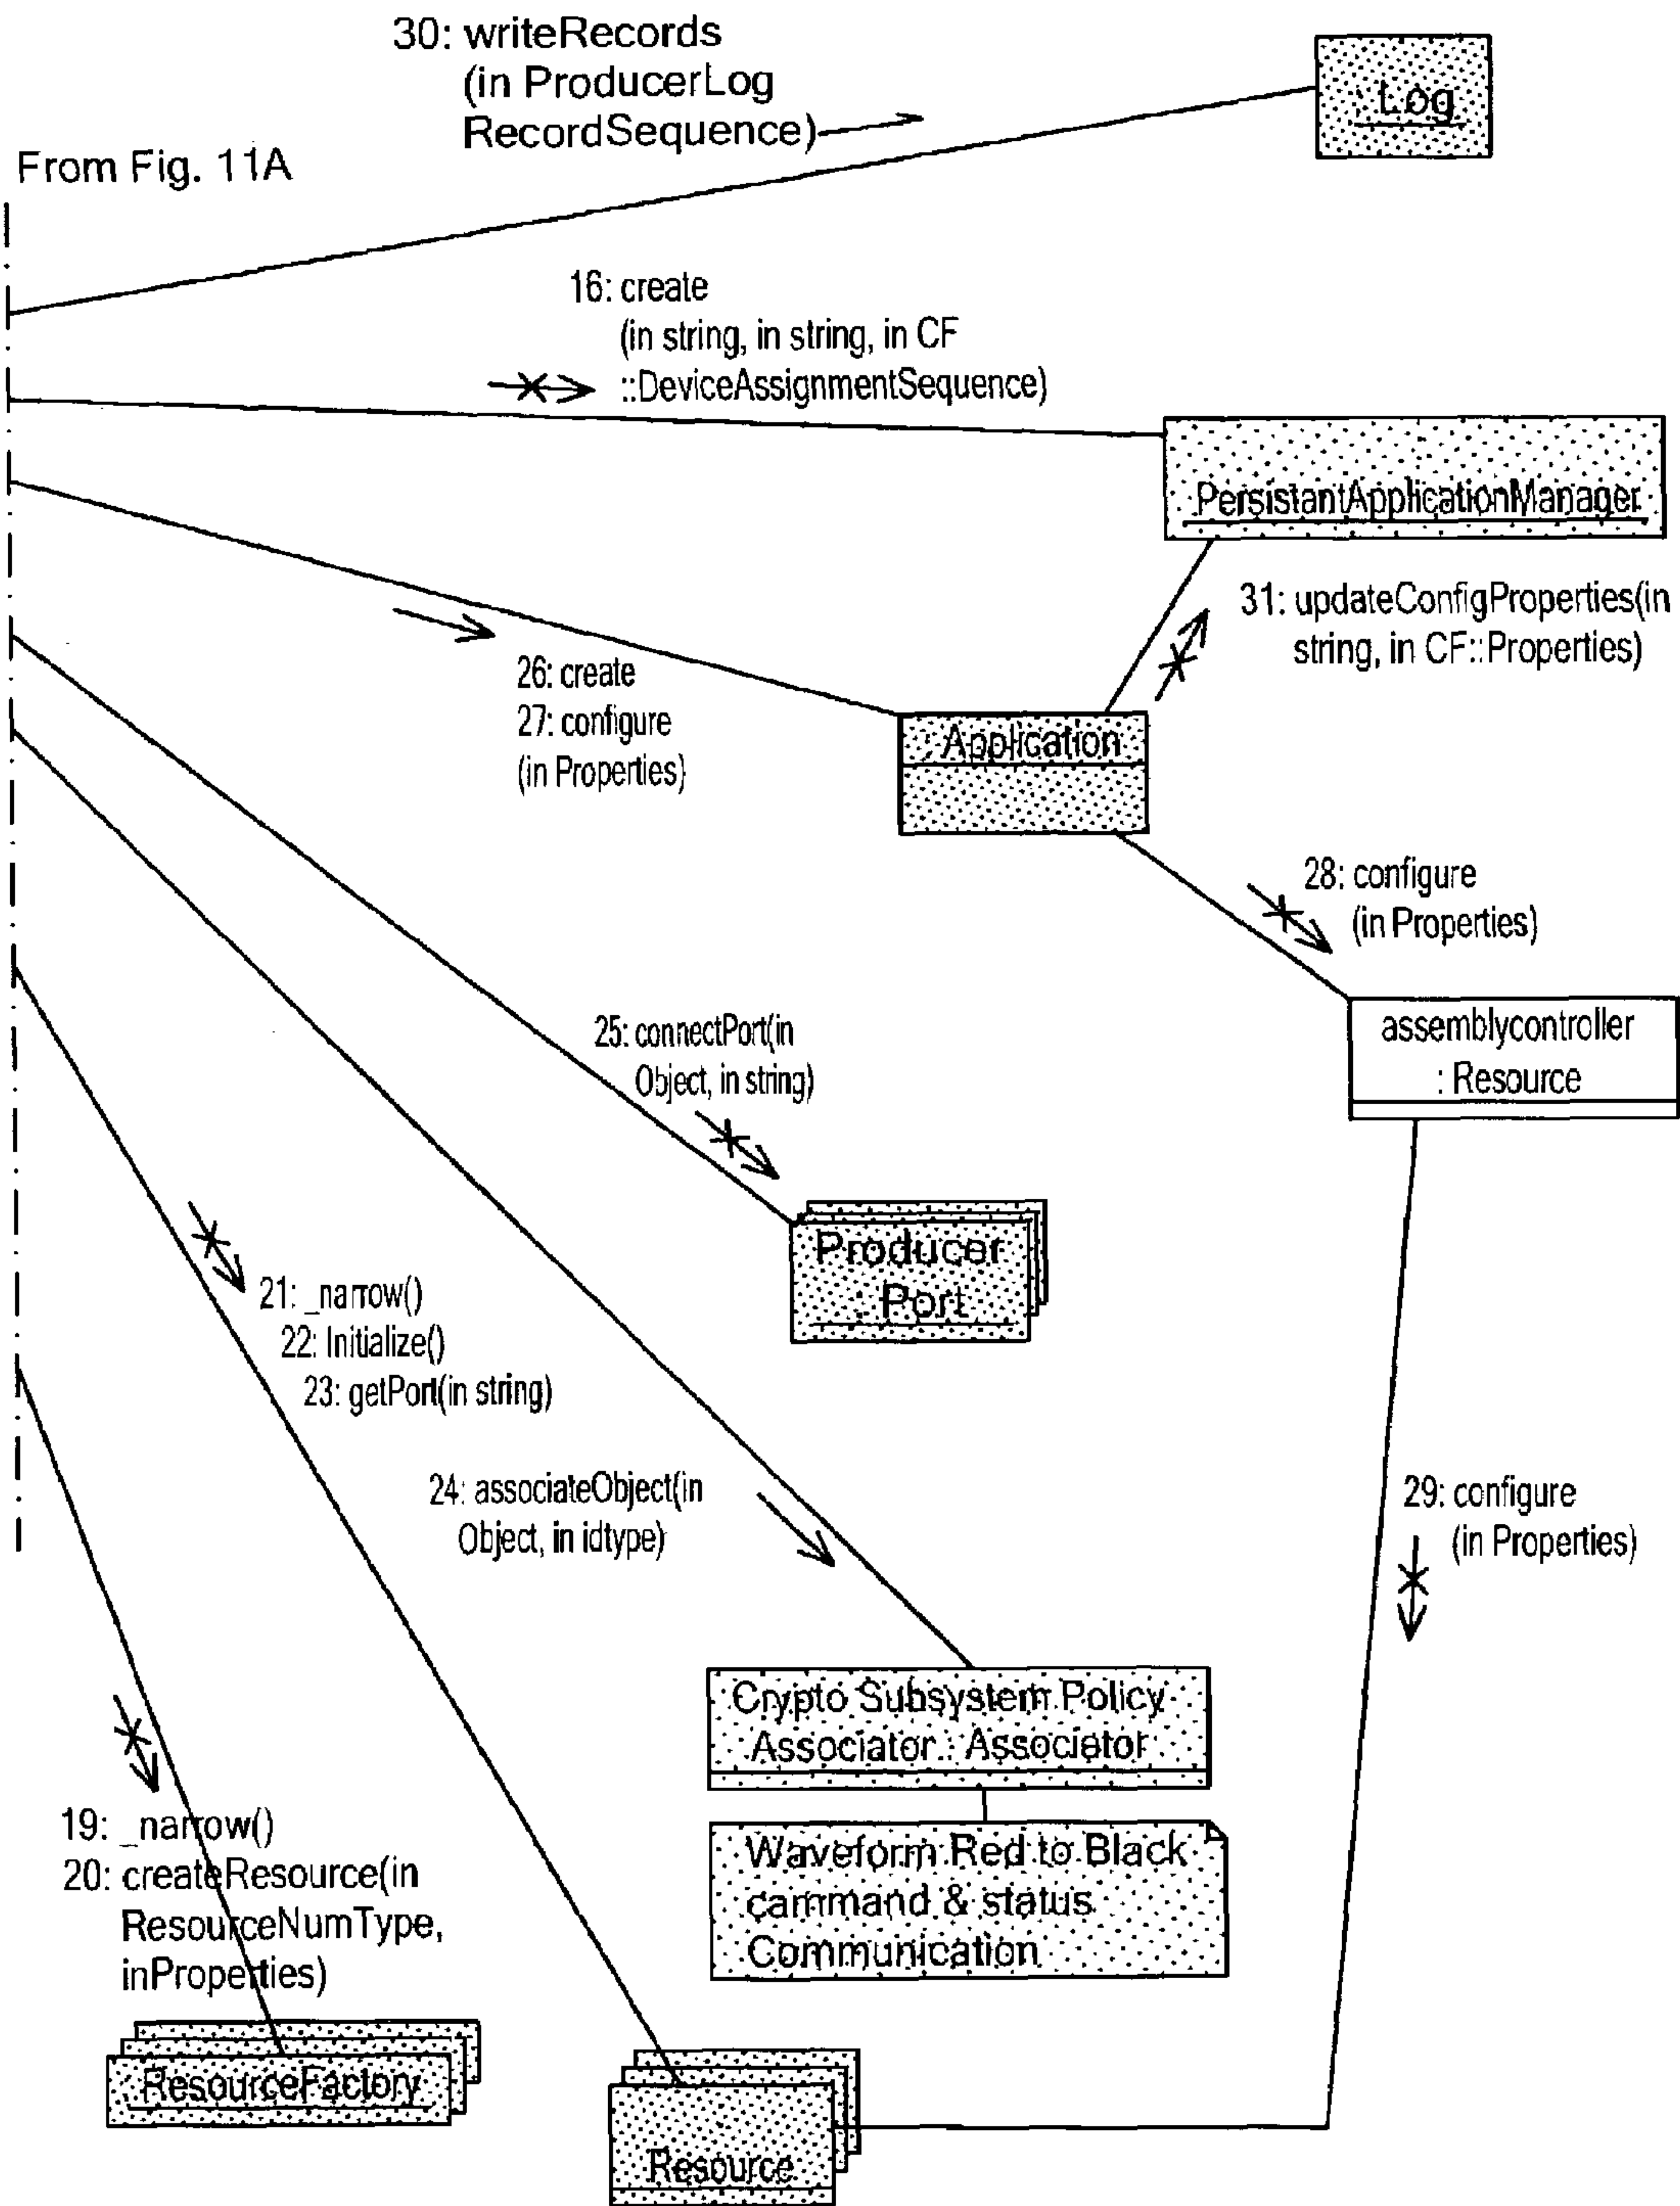 30: writeRecords
(in ProducerLog
RecordSequence)
: Log
From Fig. 11A
16: create
(in string, in string, in CF
::DeviceAssignmentSequence)
: PersistantApplicationManager
31: updateConfigProperties(in
string, in CF::Properties)
26: create
27: configure
(in Properties)
: Application
28: configure
(in Properties)
assemblycontroller
: Resource
25: connectPort(in
Object, in string)
Producer
: Port
21: _narrow()
22: Initialize()
23: getPort(in string)
24: associateObject(in
Object, in idtype)
29: configure
(in Properties)
Crypto Subsystem Policy
Associator : Associator
Waveform Red to Black
cammand & status
Communication
19: _narrow()
20: createResource(in
ResourceNumType,
inProperties)
: ResourceFactory
: Resource